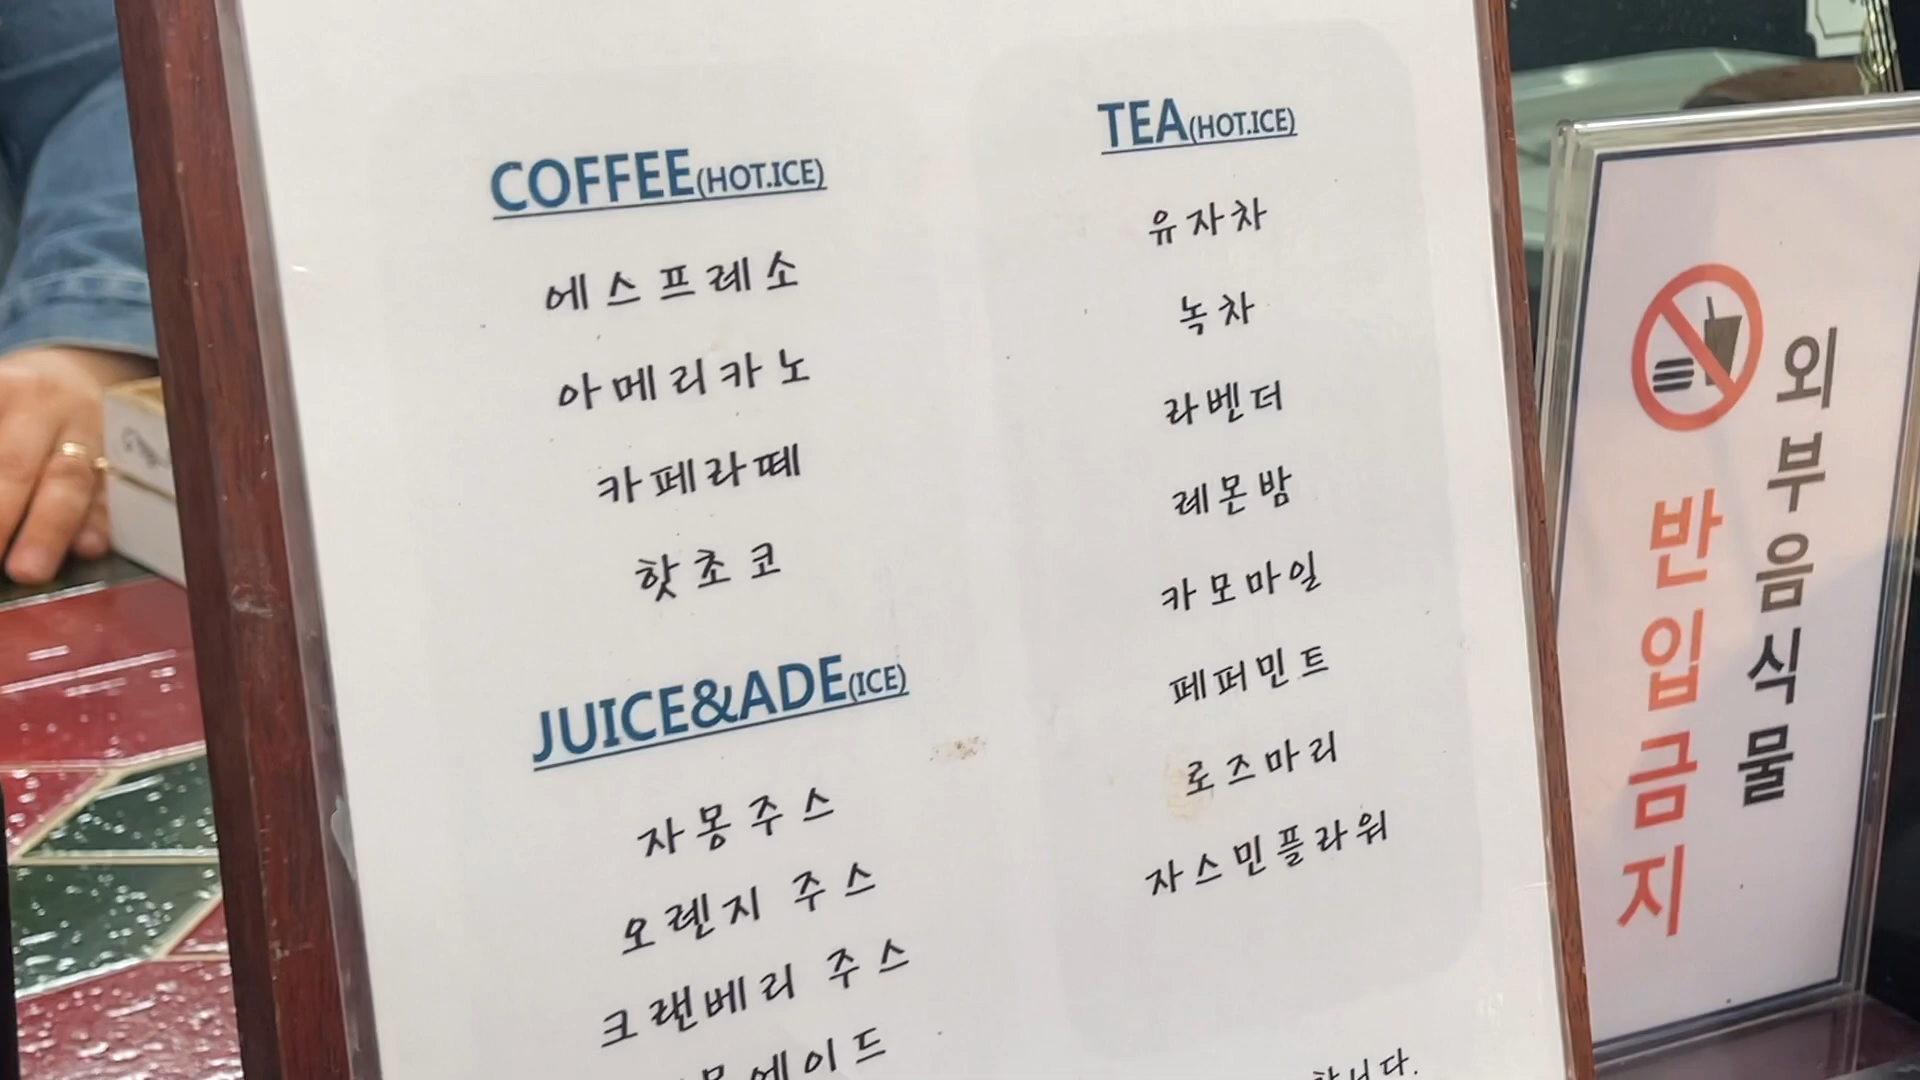 COFFEE(HOT.ICE)
에스프레소
아메리카노
카페라떼
핫초코
JUICE&ADE(ICE)
자몽주스
오렌지 주스
크랜베리 주스
TEA(HOT.ICE)
유자차
녹차
라벤더
레몬밤
카모마일
페퍼민트
로즈마리
자스민플라워
외부음식물
반입금지